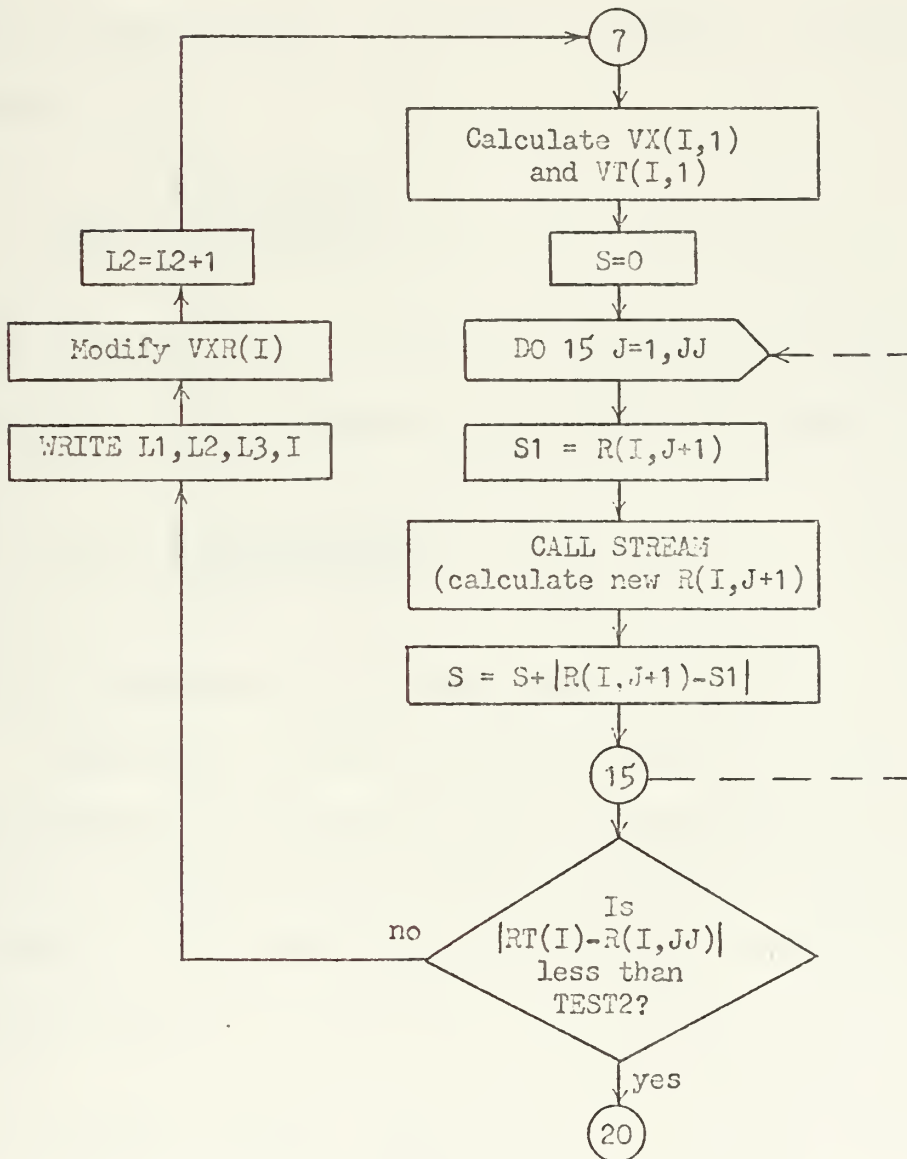 7
Calculate VX(I,1)
and VT(I,1)
S=0
DO 15 J=1,JJ
S1 = R(I,J+1)
CALL STREAM
(calculate new R(I,J+1)
S = S+|R(I,J+1)-S1|
15
Is
|RT(I)-R(I,JJ)|
less than
TEST2?
yes
20
no
WRITE L1,L2,L3,I
Modify VXR(I)
L2=L2+1